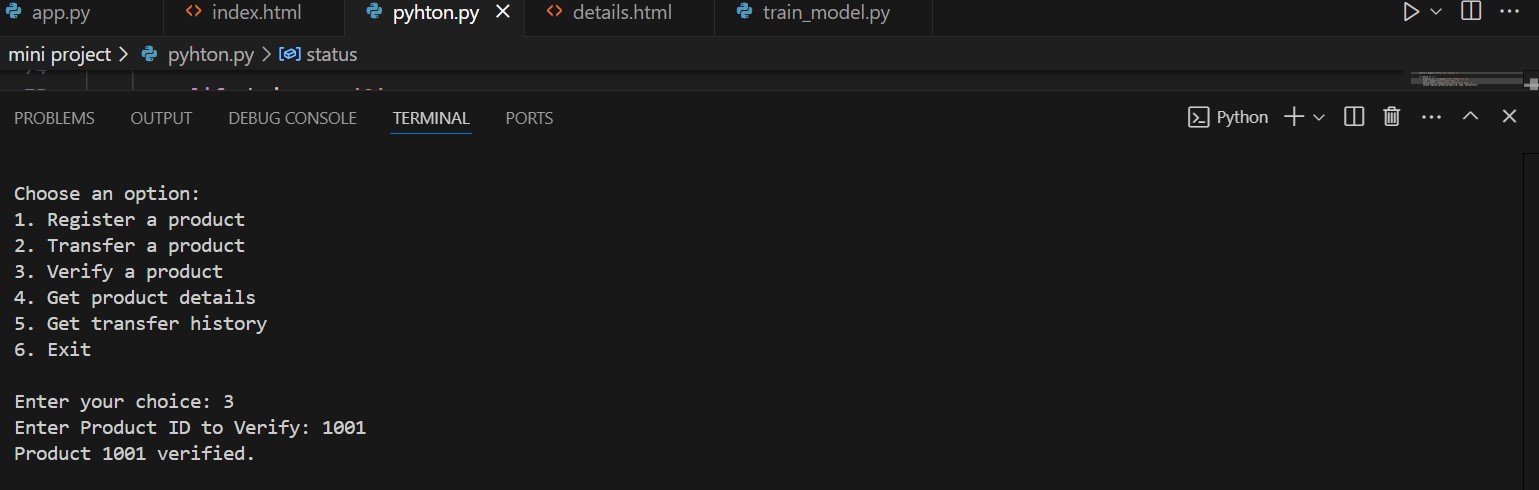 app.py index.html pyhton.py details.html train_model.py
mini project pyhton.py status
PROBLEMS OUTPUT DEBUG CONSOLE TERMINAL PORTS Python
Choose an option:
1. Register a product
2. Transfer a product
3. Verify a product
4. Get product details
5. Get transfer history
6. Exit
Enter your choice: 3
Enter Product ID to Verify: 1001
Product 1001 verified.